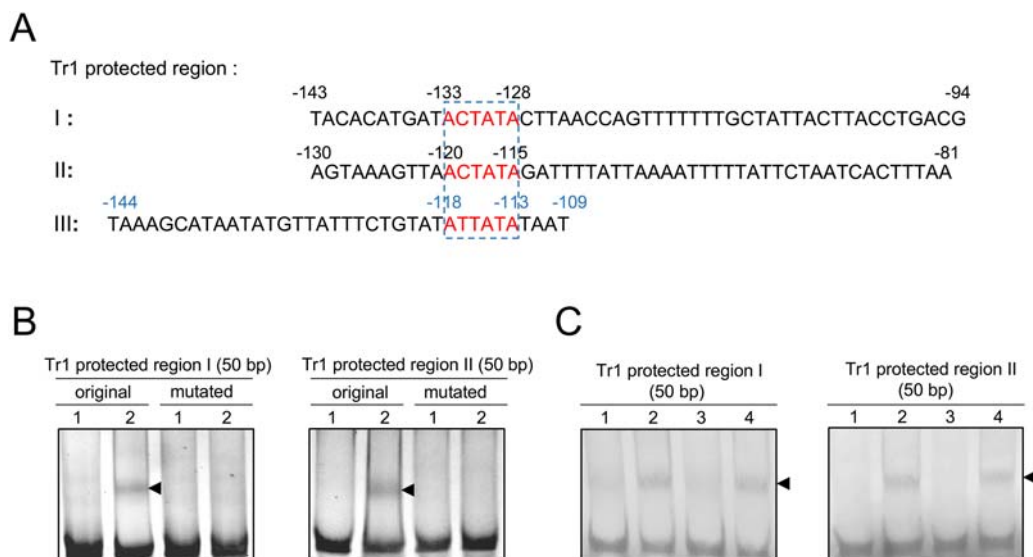 A
Tr1 protected region :
-143 -133 -128 -94
I : TACACATGATACTATACTTAACCAGTTTTTTTGCTATTACTTACCTGACG
-130 -120 -115 -81
II: AGTAAAGTTAACTATAGATTTTATTAAAATTTTTATTCTAATCACTTTAA
-144 -118 -113 -109
III: TAAAGCATAATATGTTATTTCTGTATATTATATAAT
B
Tr1 protected region I (50 bp)
original mutated
1 2 1 2
Tr1 protected region II (50 bp)
original mutated
1 2 1 2
C
Tr1 protected region I
(50 bp)
1 2 3 4
Tr1 protected region II
(50 bp)
1 2 3 4